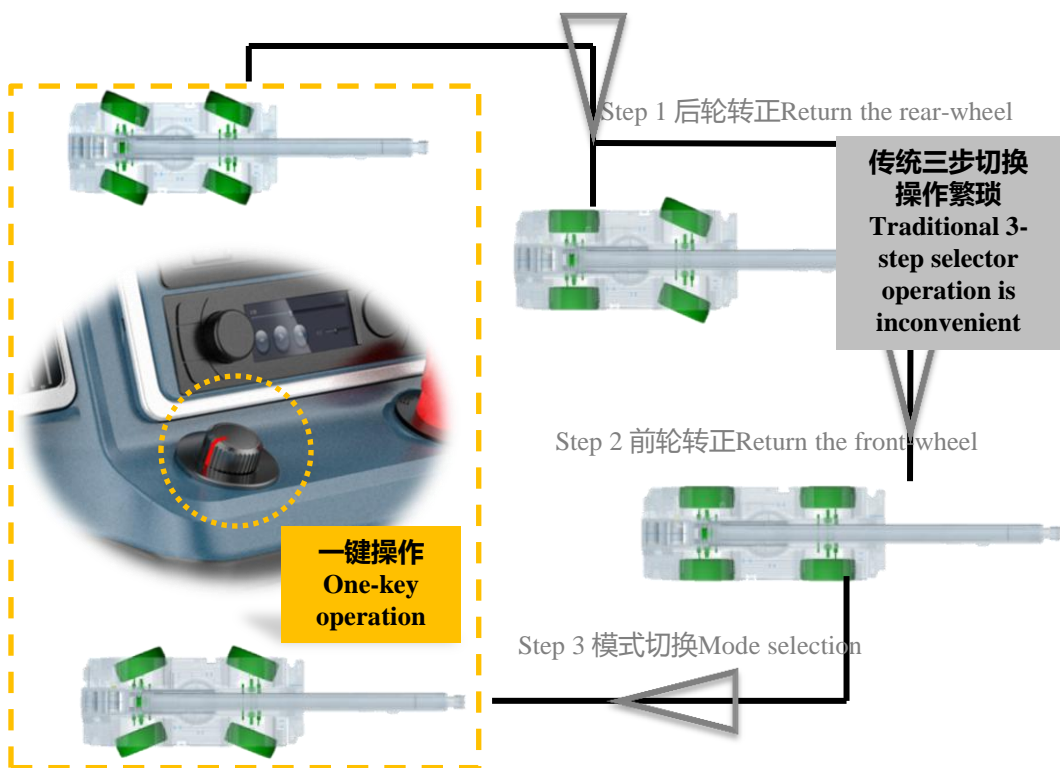 Step 1 后轮转正Return the rear-wheel
传统三步切换
操作繁琐
Traditional 3-
step selector
operation is
inconvenient
Step 2 前轮转正Return the front-wheel
一键操作
One-key
operation
Step 3 模式切换Mode selection